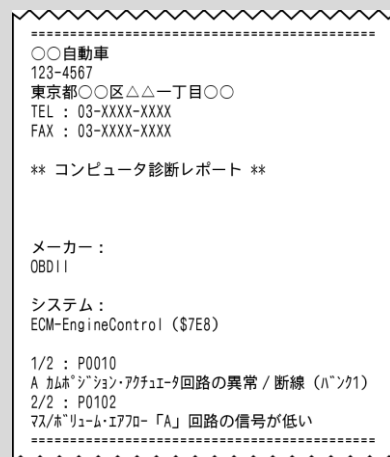 ==============================================
○○自動車
123-4567
東京都○○区△△一丁目○○
TEL : 03-XXXX-XXXX
FAX : 03-XXXX-XXXX
** コンピュータ診断レポート **
メーカー：
OBDII
システム：
ECM-EngineControl ($7E8)
1/2 : P0010
A ｶﾑﾎﾟｼﾞｼｮﾝ･ｱｸﾁｭｴｰﾀ回路の異常 / 断線 (ﾊﾞﾝｸ1)
2/2 : P0102
ﾏｽ/ﾎﾞﾘｭｰﾑ･ｴｱﾌﾛｰ「A」回路の信号が低い
==============================================